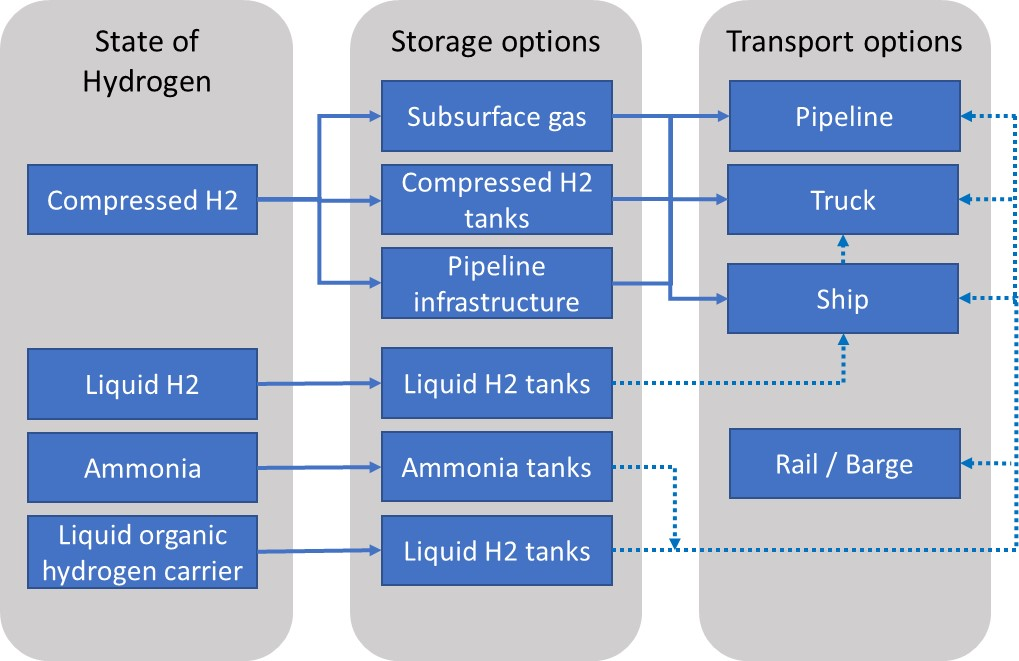 State of
Hydrogen
Compressed H2
Liquid H2
Ammonia
Liquid organic
hydrogen carrier
Storage options
Subsurface gas
Compressed H2
tanks
Pipeline
infrastructure
Liquid H2 tanks
Ammonia tanks
Liquid H2 tanks
Transport options
Pipeline
Truck
Ship
Rail / Barge